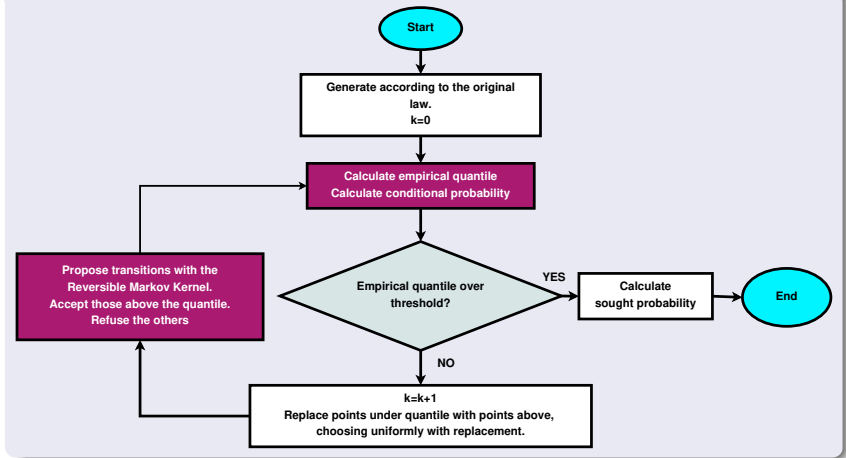 Start
Generate according to the original
law.
k=0
Calculate empirical quantile
Calculate conditional probability
Propose transitions with the
Reversible Markov Kernel.
Accept those above the quantile.
Refuse the others
Empirical quantile over
threshold?
YES
Calculate
sought probability
End
NO
k=k+1
Replace points under quantile with points above,
choosing uniformly with replacement.